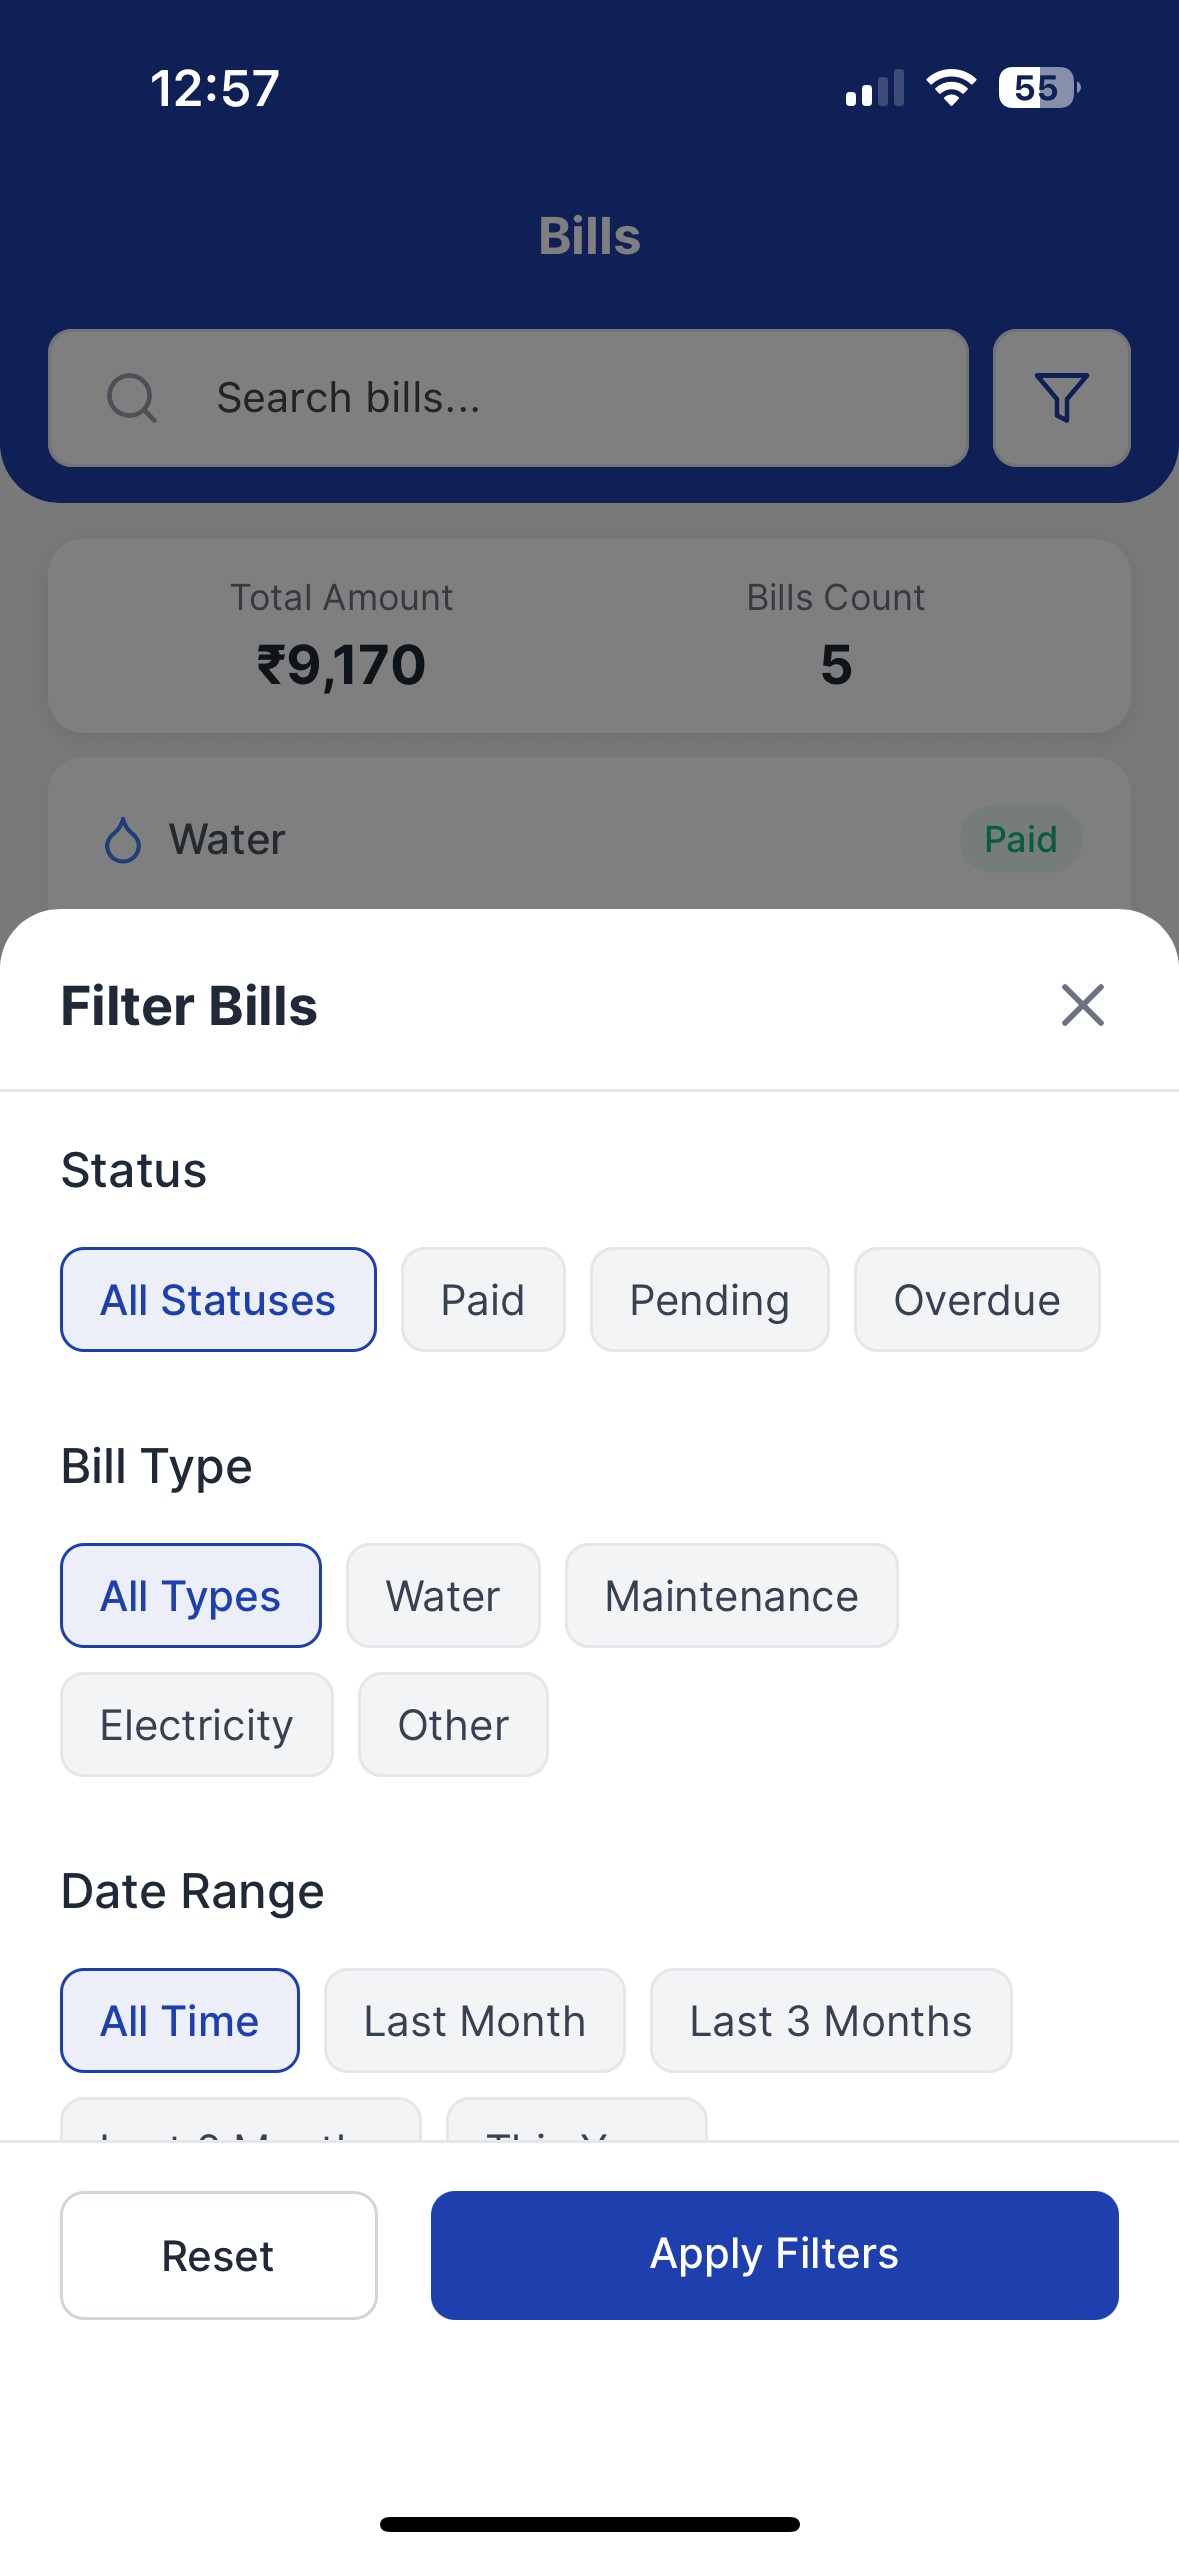 12:57
55
Bills
Search bills...
Total Amount Bills Count
₹9,170 5
Water Paid
Filter Bills
Status
All Statuses Paid Pending Overdue
Bill Type
All Types Water Maintenance
Electricity Other
Date Range
All Time Last Month Last 3 Months
Reset Apply Filters